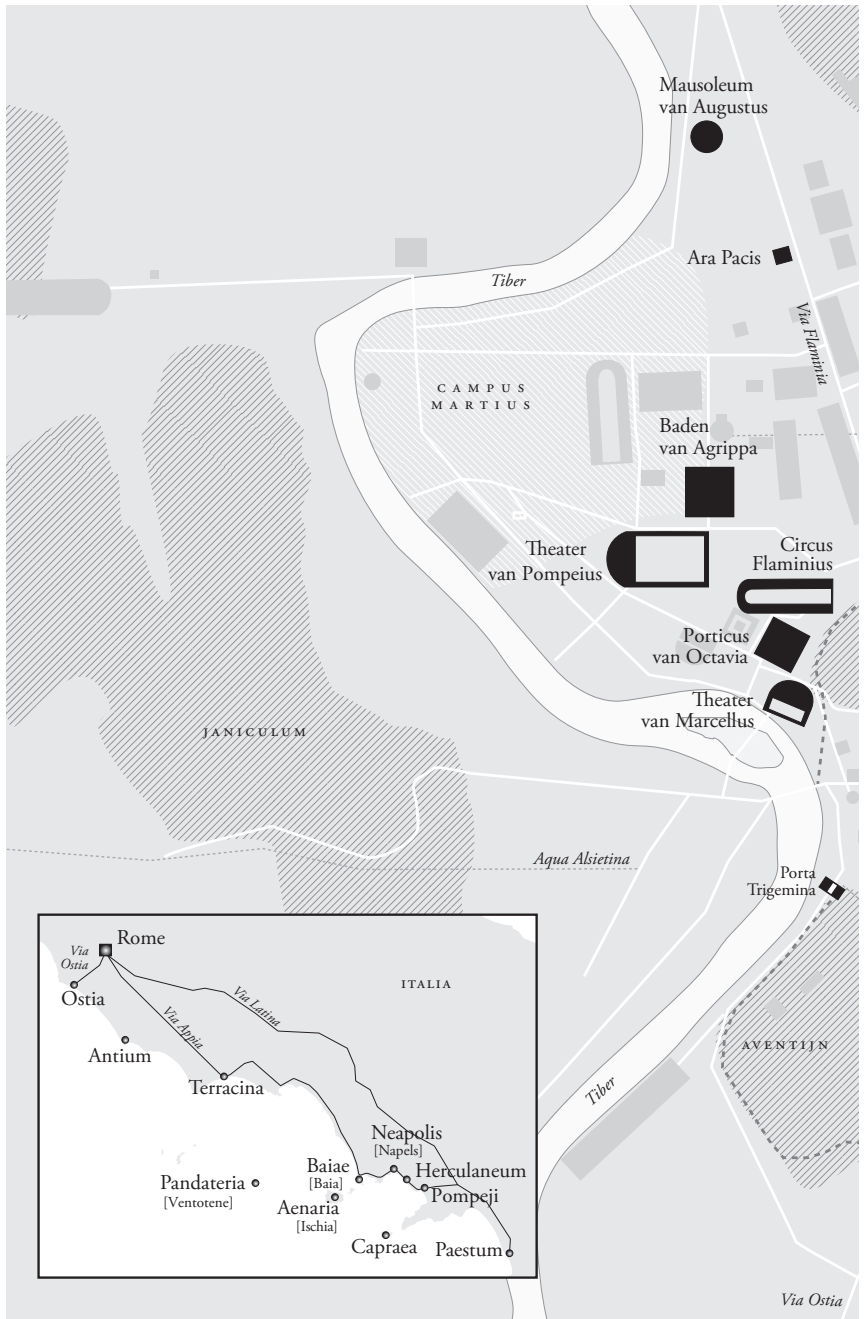 Mausoleum
van Augustus
Ara Pacis
Tiber
Via Flaminia
CAMPUS
MARTIUS
Baden
van Agrippa
Theater
van Pompeius
Circus
Flaminius
Porticus
van Octavia
Theater
van Marcellus
JANICULUM
Aqua Alsietina
Porta
Trigemina
AVENTIJN
Tiber
Via Ostia
Rome
Via
Ostia
ITALIA
Ostia
Via Latina
Via Appia
Antium
Terracina
Neapolis
[Napels]
Baiae
[Baia]
Herculaneum
Pandateria
[Ventotene]
Pompeji
Aenaria
[Ischia]
Capraea
Paestum